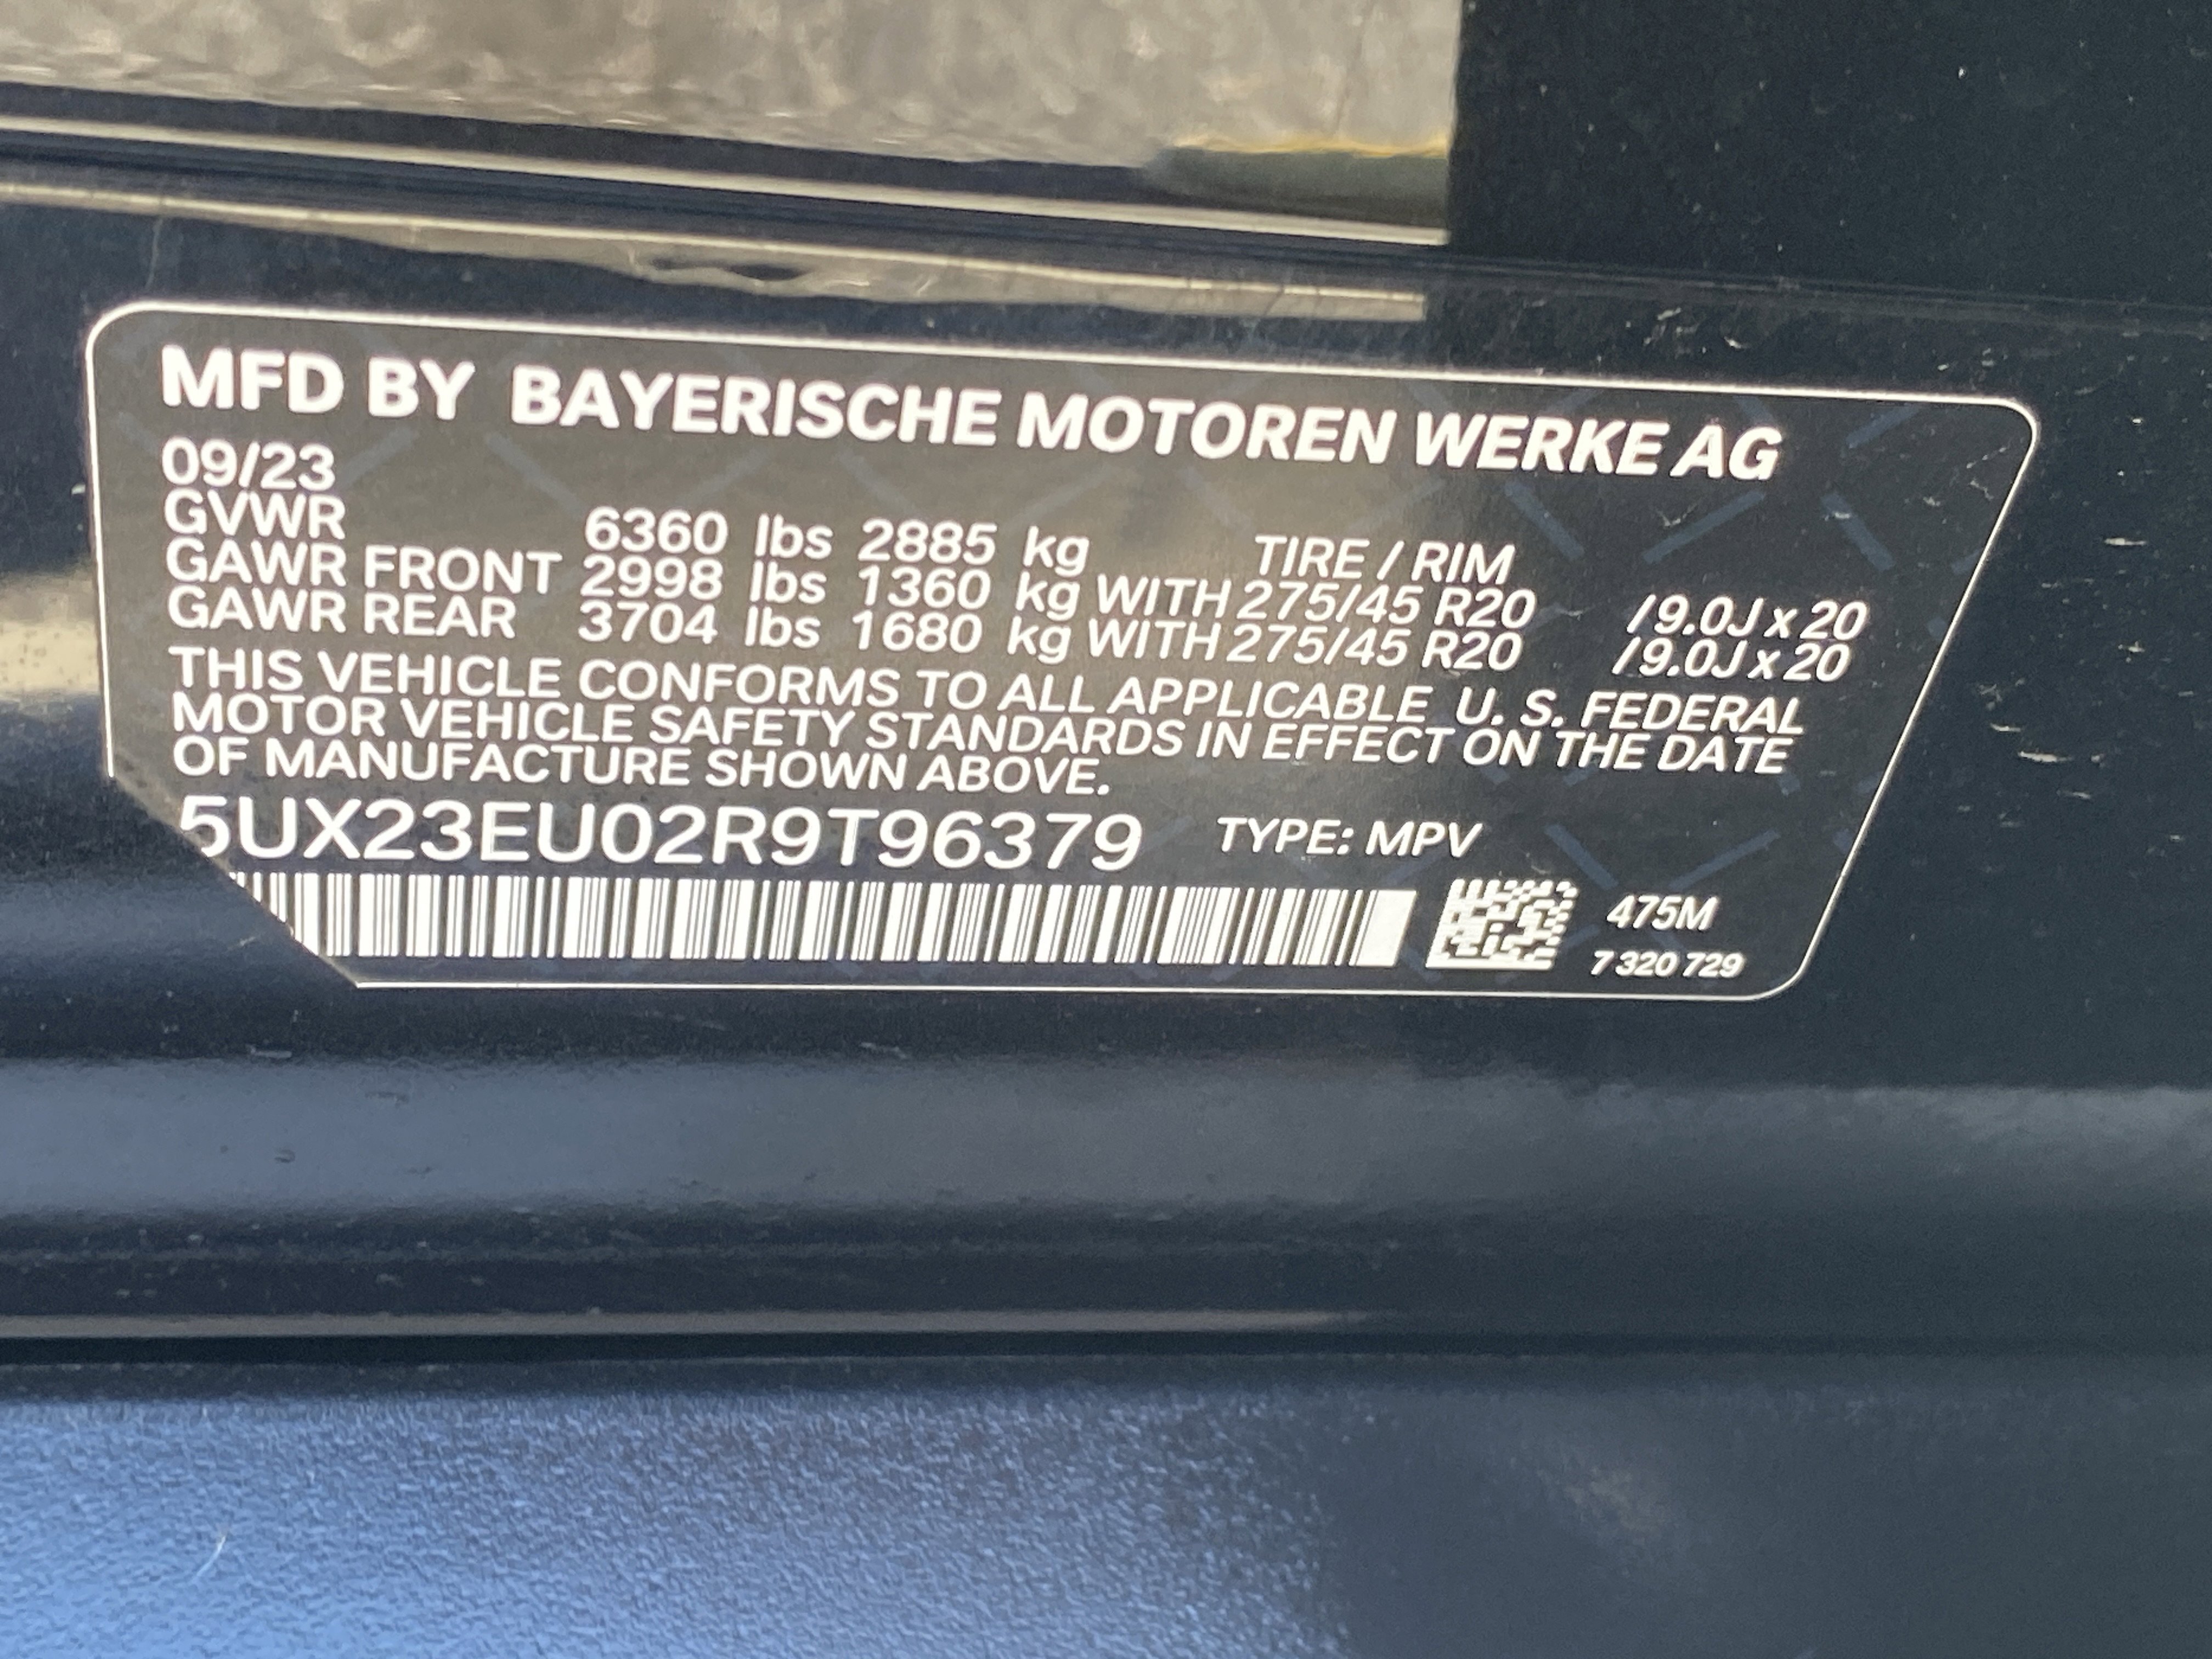 MFD BY BAYERISCHE MOTOREN WERKE AG
09/23
GVWR 6360 lbs 2885 kg TIRE / RIM
GAWR FRONT 2998 lbs 1360 kg WITH 275/45 R20 / 9.0J x 20
GAWR REAR 3704 lbs 1680 kg WITH 275/45 R20 / 9.0J x 20
THIS VEHICLE CONFORMS TO ALL APPLICABLE U. S. FEDERAL
MOTOR VEHICLE SAFETY STANDARDS IN EFFECT ON THE DATE
OF MANUFACTURE SHOWN ABOVE.
5UX23EU02R9T96379 TYPE: MPV
475M
7 320 729